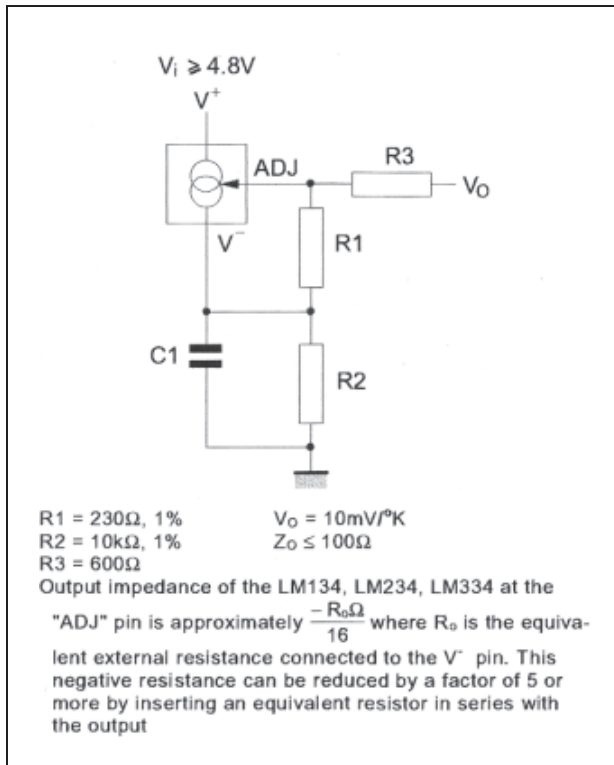 Vi ⩾ 4.8V
V+
ADJ
R3
VO
V−
R1
C1
R2
R1 = 230Ω, 1%
VO = 10mV/°K
R2 = 10kΩ, 1%
ZO ≤ 100Ω
R3 = 600Ω
Output impedance of the LM134, LM234, LM334 at the
"ADJ" pin is approximately −RoΩ/16 where Ro is the equiva-
lent external resistance connected to the V- pin. This
negative resistance can be reduced by a factor of 5 or
more by inserting an equivalent resistor in series with
the output